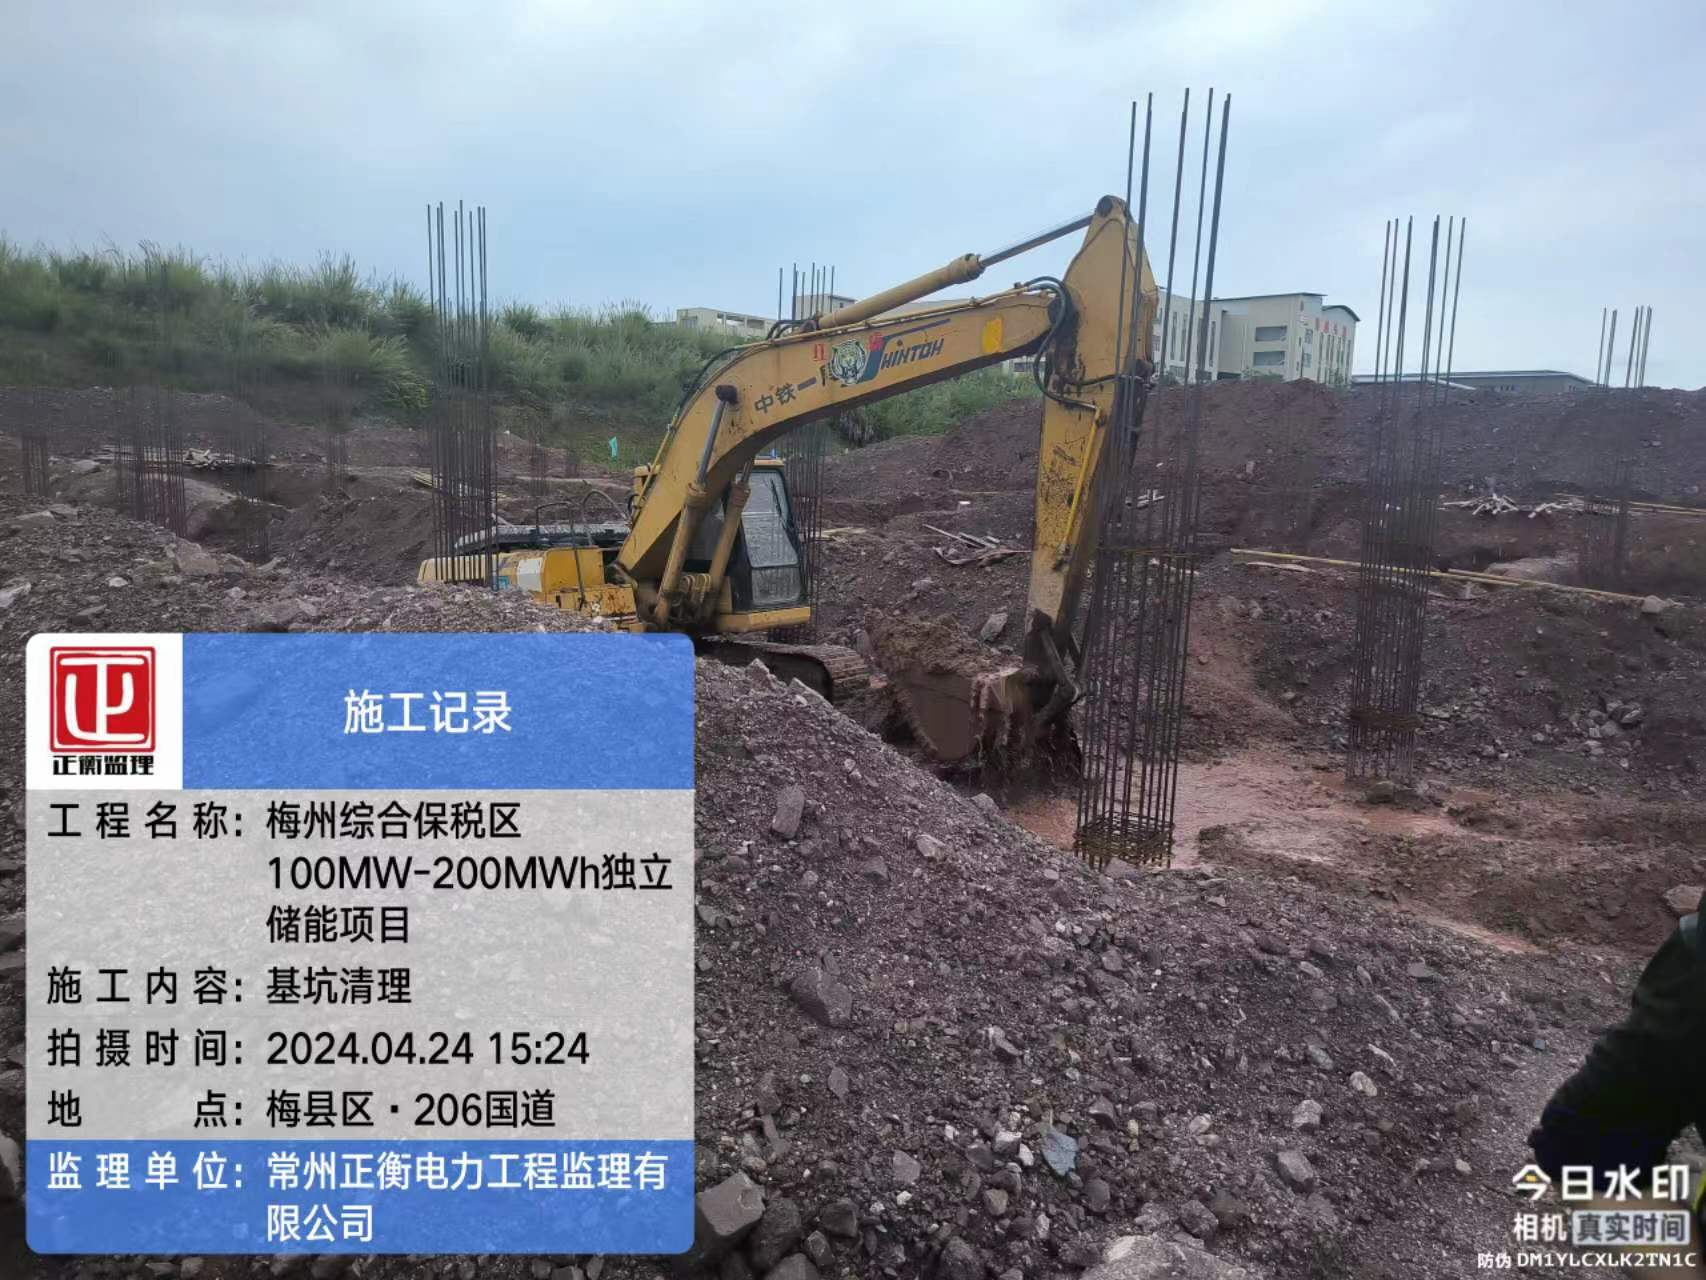 中铁一
SHINTOH
正衡监理
施工记录
工程名称：梅州综合保税区
100MW-200MWh独立
储能项目
施工内容：基坑清理
拍摄时间：2024.04.24 15:24
地点：梅县区·206国道
监理单位：常州正衡电力工程监理有
限公司
今日水印
相机 真实时间
防伪 DM1YLCXLK2TN1C